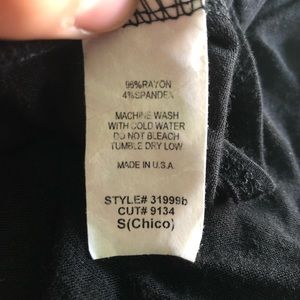 96%RAYON
4%SPANDEX
MACHINE WASH
WITH COLD WATER
DO NOT BLEACH
TUMBLE DRY LOW
MADE IN U.S.A.
STYLE# 31999b
CUT# 9134
S(Chico)